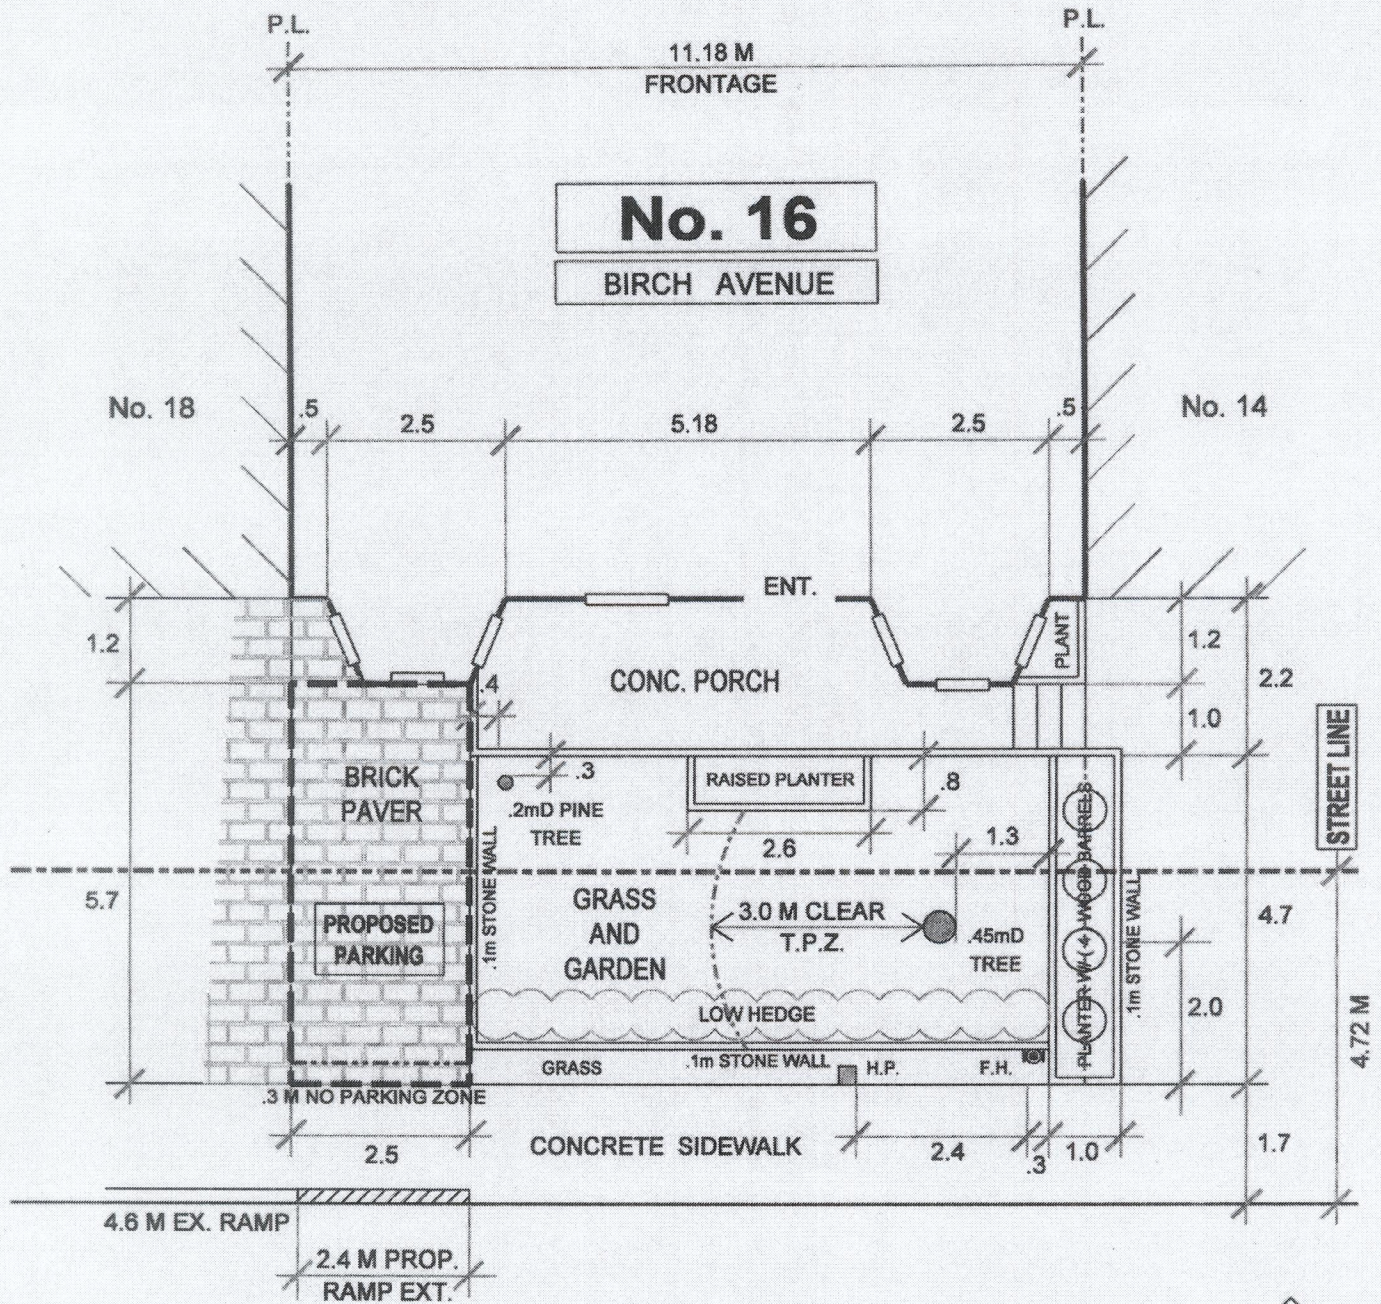 P.L.
P.L.
11.18 M
FRONTAGE
No. 16
BIRCH AVENUE
No. 18
.5
2.5
5.18
2.5
.5
No. 14
ENT.
1.2
.4
CONC. PORCH
PLANT
1.2
2.2
1.0
STREET LINE
BRICK
PAVER
.3
.2mD PINE
TREE
RAISED PLANTER
.8
2.6
1.3
.1m STONE WALL
PLANTER W/ (4) WOOD BARRELS
.1m STONE WALL
5.7
PROPOSED
PARKING
GRASS
AND
GARDEN
3.0 M CLEAR
T.P.Z.
.45mD
TREE
4.7
2.0
4.72 M
LOW HEDGE
GRASS
.1m STONE WALL
H.P.
F.H.
.3 M NO PARKING ZONE
2.5
CONCRETE SIDEWALK
2.4
.3
1.0
1.7
4.6 M EX. RAMP
2.4 M PROP.
RAMP EXT.